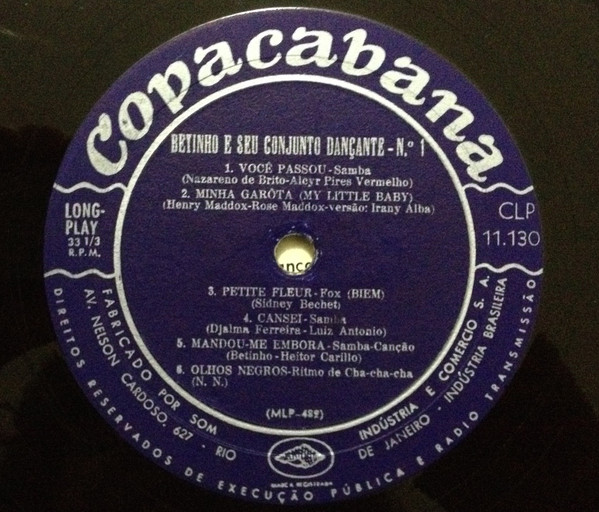 Copacabana
BETINHO E SEU CONJUNTO DANÇANTE - N.º 1
1. VOCÊ PASSOU - Samba
(Nazareno de Brito-Alcyr Pires Vermelho)
2. MINHA GARÔTA (MY LITTLE BABY)
(Henry Maddox-Rose Maddox-versão: Irany Alba)
LONG-
PLAY
33 1/3
R.P.M.
CLP
11.130
3. PETITE FLEUR - Fox (BIEM)
(Sidney Bechet)
4. CANSEI - Samba
(Djalma Ferreira - Luiz Antonio)
5. MANDOU-ME EMBORA - Samba-Canção
(Betinho - Heitor Carillo)
6. OLHOS NEGROS - Ritmo de Cha-cha-cha
(N. N.)
(MLP-489)
FABRICADO POR SOM INDÚSTRIA E COMERCIO S. A.
AV. NELSON CARDOSO, 627 - RIO DE JANEIRO - INDÚSTRIA BRASILEIRA
MARCA REGISTRADA
DIREITOS RESERVADOS DE EXECUÇÃO PÚBLICA E RADIO TRANSMISSÃO